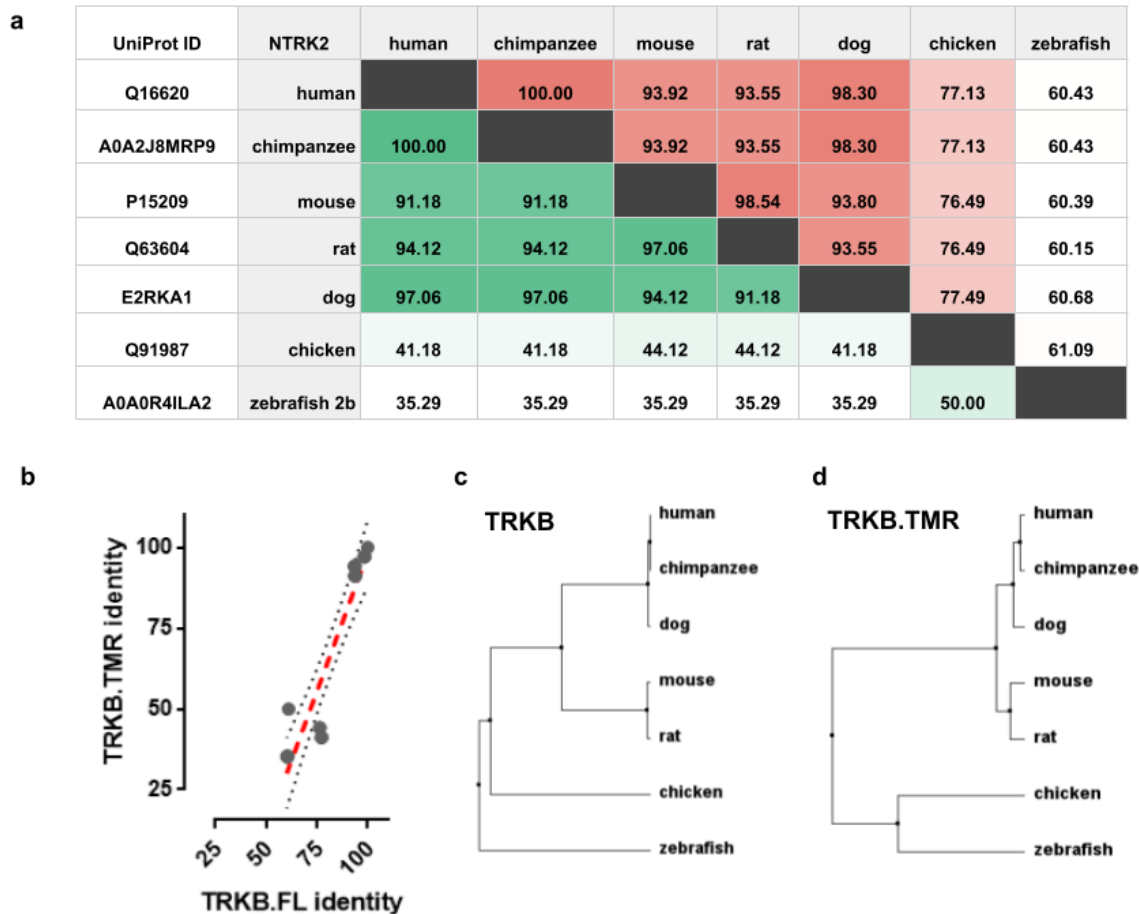 a
UniProt ID NTRK2 human chimpanzee mouse rat dog chicken zebrafish
Q16620 human 100.00 93.92 93.55 98.30 77.13 60.43
A0A2J8MRP9 chimpanzee 100.00 93.92 93.55 98.30 77.13 60.43
P15209 mouse 91.18 91.18 98.54 93.80 76.49 60.39
Q63604 rat 94.12 94.12 97.06 93.55 76.49 60.15
E2RKA1 dog 97.06 97.06 94.12 91.18 77.49 60.68
Q91987 chicken 41.18 41.18 44.12 44.12 41.18 61.09
A0A0R4ILA2 zebrafish 2b 35.29 35.29 35.29 35.29 35.29 50.00
b
TRKB.TMR identity
100
75
50
25
25 50 75 100
TRKB.FL identity
c
TRKB
human
chimpanzee
dog
mouse
rat
chicken
zebrafish
d
TRKB.TMR
human
chimpanzee
dog
mouse
rat
chicken
zebrafish